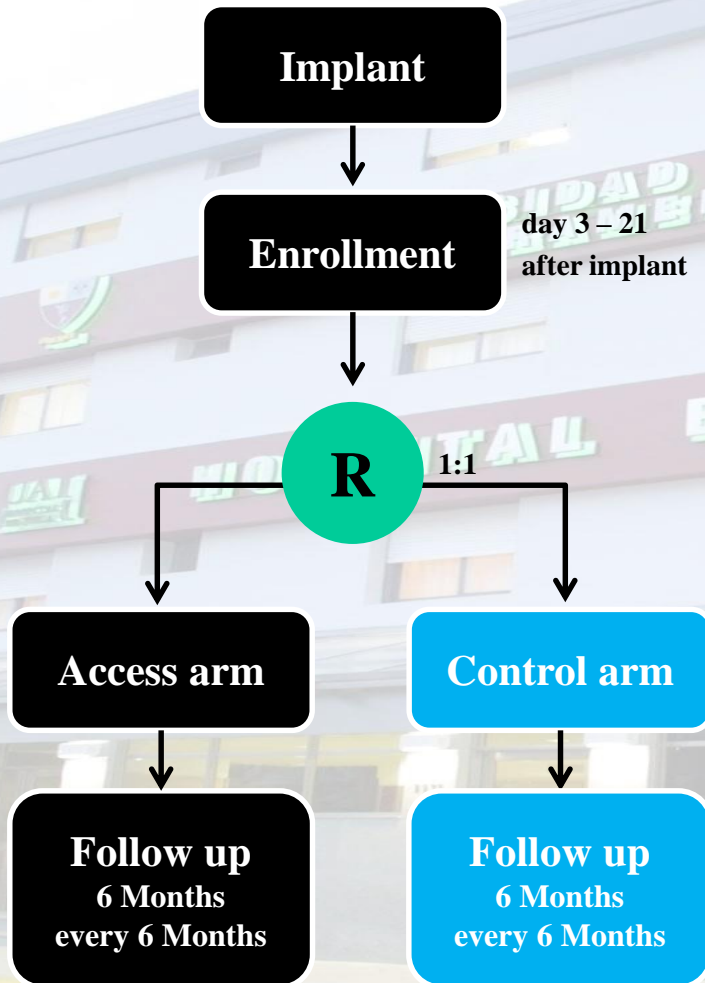 Implant
Enrollment
day 3 – 21
after implant
R
1:1
Access arm
Control arm
Follow up
6 Months
every 6 Months
Follow up
6 Months
every 6 Months